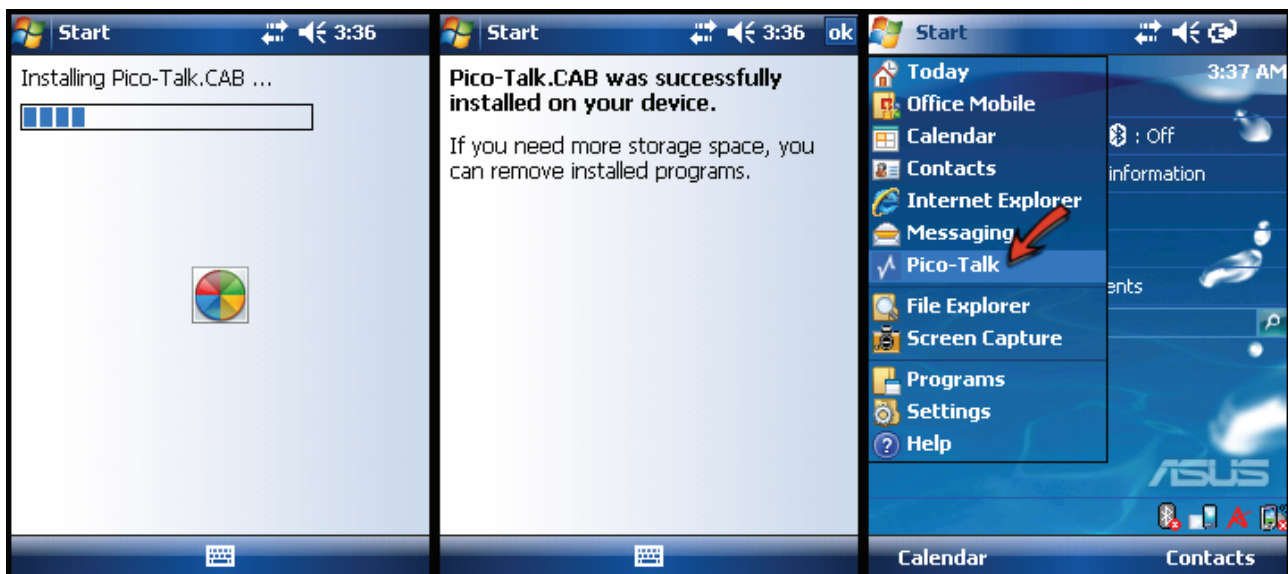 Start 3:36
Installing Pico-Talk.CAB ...
Start 3:36 ok
Pico-Talk.CAB was successfully
installed on your device.
If you need more storage space, you
can remove installed programs.
Start
Today
Office Mobile
Calendar
Contacts
Internet Explorer
Messaging
Pico-Talk
File Explorer
Screen Capture
Programs
Settings
? Help
3:37 AM
: Off
information
ents
ASUS
Calendar Contacts